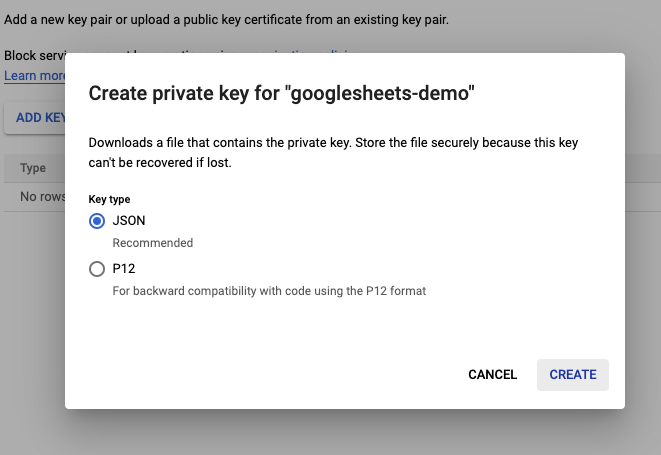 Add a new key pair or upload a public key certificate from an existing key pair.
Block servi
Learn more
ADD KEY
Type
No rows
Create private key for "googlesheets-demo"
Downloads a file that contains the private key. Store the file securely because this key
can't be recovered if lost.
Key type
JSON
Recommended
P12
For backward compatibility with code using the P12 format
CANCEL CREATE